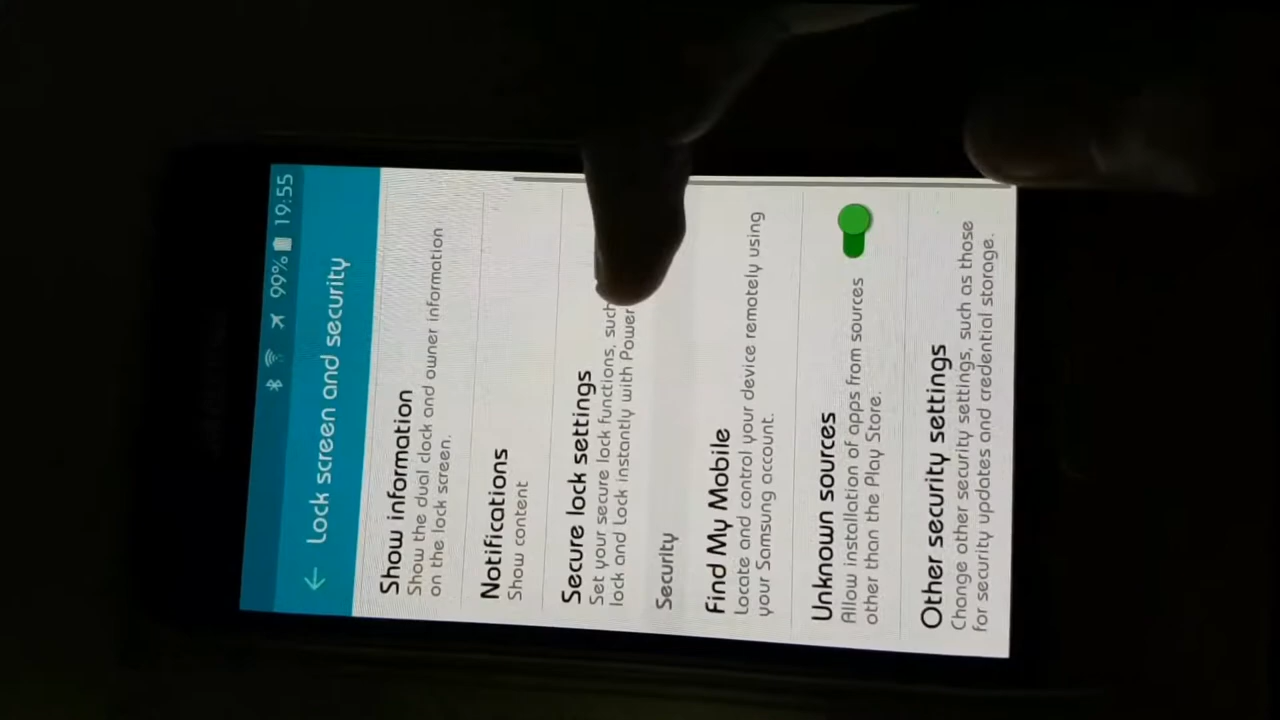 99% 19:55
Lock screen and security
Show information
Show the dual clock and owner information
on the lock screen.
Notifications
Show content
Secure lock settings
Set your secure lock functions, such
lock and Lock instantly with Power
Security
Find My Mobile
Locate and control your device remotely using
your Samsung account.
Unknown sources
Allow installation of apps from sources
other than the Play Store.
Other security settings
Change other security settings, such as those
for security updates and credential storage.